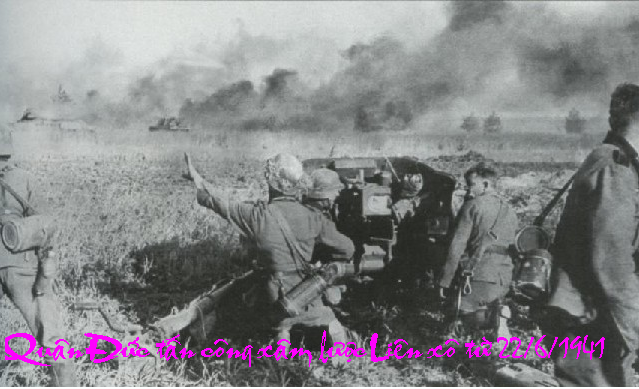 Quân Đức tấn công xâm lược Liên xô từ 22/6/1941